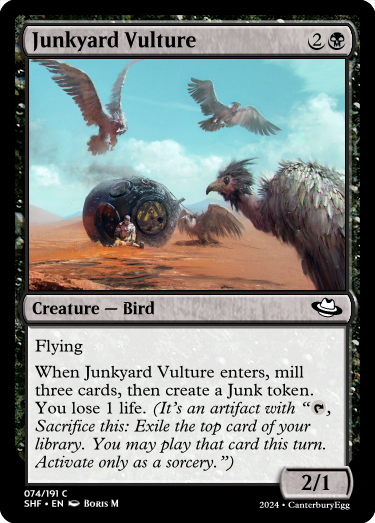 Junkyard Vulture 2
Creature — Bird
Flying
When Junkyard Vulture enters, mill
three cards, then create a Junk token.
You lose 1 life. (It's an artifact with “,
Sacrifice this: Exile the top card of your
library. You may play that card this turn.
Activate only as a sorcery.”)
2/1
074/191 C
SHF • EN Boris M
2024 • CanterburyEgg